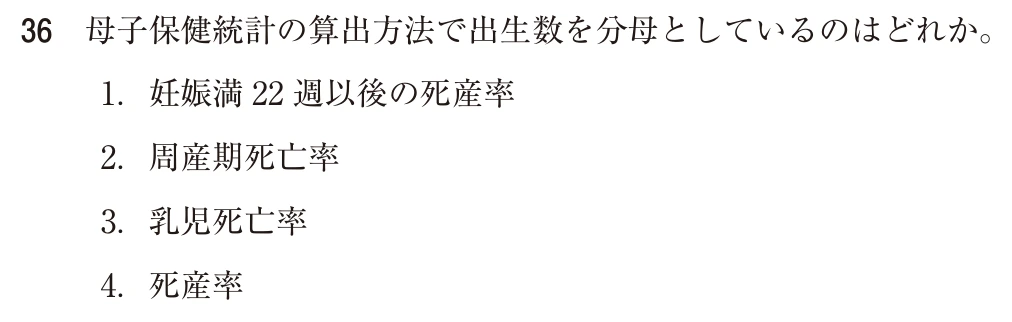 36 母子保健統計の算出方法で出生数を分母としているのはどれか。
1. 妊娠満 22 週以後の死産率
2. 周産期死亡率
3. 乳児死亡率
4. 死産率